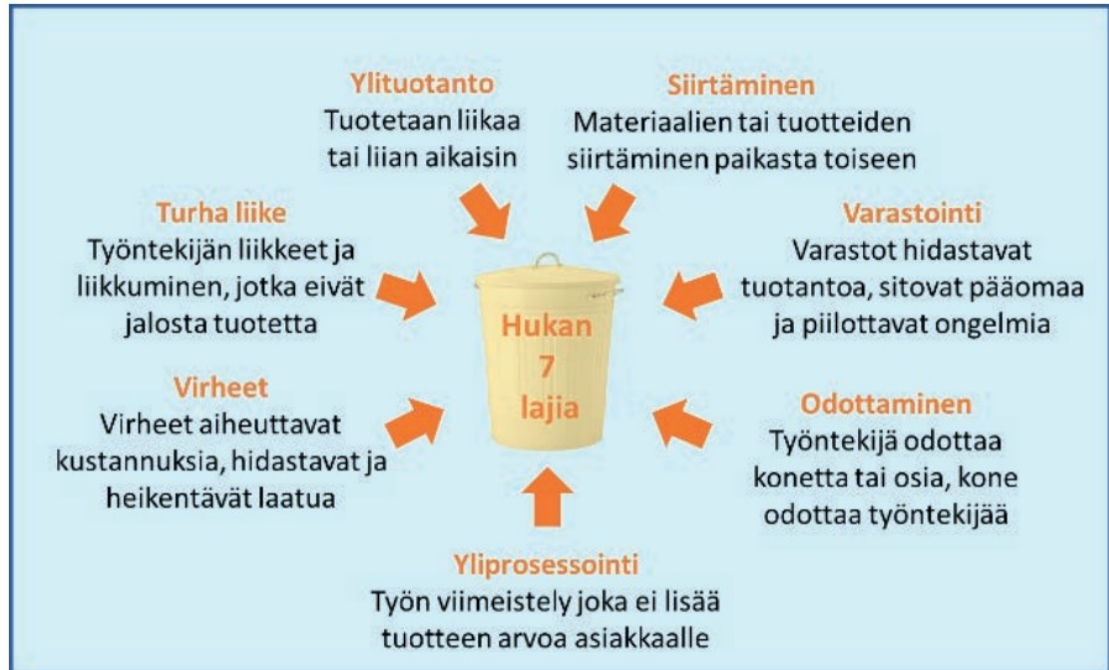 Ylituotanto
Tuotetaan liikaa
tai liian aikaisin
Siirtäminen
Materiaalien tai tuotteiden
siirtäminen paikasta toiseen
Turha liike
Työntekijän liikkeet ja
liikkuminen, jotka eivät
jalosta tuotetta
Varastointi
Varastot hidastavat
tuotantoa, sitovat pääomaa
ja piilottavat ongelmia
Hukan
7
lajia
Virheet
Virheet aiheuttavat
kustannuksia, hidastavat ja
heikentävät laatua
Odottaminen
Työntekijä odottaa
konetta tai osia, kone
odottaa työntekijää
Yliprosessointi
Työn viimeistely joka ei lisää
tuotteen arvoa asiakkaalle